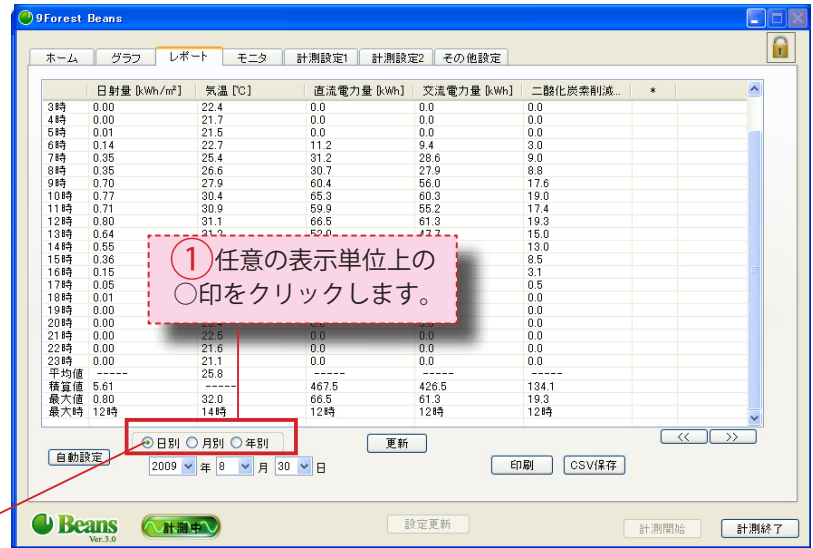 9Forest Beans
ホーム グラフ レポート モニタ 計測設定1 計測設定2 その他設定
日射量 [kWh/㎡] 気温 [℃] 直流電力量 [kWh] 交流電力量 [kWh] 二酸化炭素削減... *
3時 0.00 22.4 0.0 0.0 0.0
4時 0.00 21.7 0.0 0.0 0.0
5時 0.01 21.5 0.0 0.0 0.0
6時 0.14 22.7 11.2 9.4 3.0
7時 0.35 25.4 31.2 28.6 9.0
8時 0.35 26.6 30.7 27.9 8.8
9時 0.70 27.9 60.4 56.0 17.6
10時 0.77 30.4 65.3 60.3 19.0
11時 0.71 30.9 59.9 55.2 17.4
12時 0.80 31.1 66.5 61.3 19.3
13時 0.64 15.0
14時 0.55 13.0
15時 0.36 8.5
16時 0.15 3.1
17時 0.05 0.5
18時 0.01 0.0
19時 0.00 0.0
20時 0.00 0.0
21時 0.00 22.5 0.0 0.0 0.0
22時 0.00 21.6 0.0 0.0 0.0
23時 0.00 21.1 0.0 0.0 0.0
平均値 ----- 25.8 ----- ----- -----
積算値 5.61 ----- 467.5 426.5 134.1
最大値 0.80 32.0 66.5 61.3 19.3
最大時 12時 14時 12時 12時 12時
①任意の表示単位上の
○印をクリックします。
<< >>
日別 月別 年別 更新
自動設定
2009 年 8 月 30 日 印刷 CSV保存
Beans Ver.3.0 計測中 設定更新 計測開始 計測終了